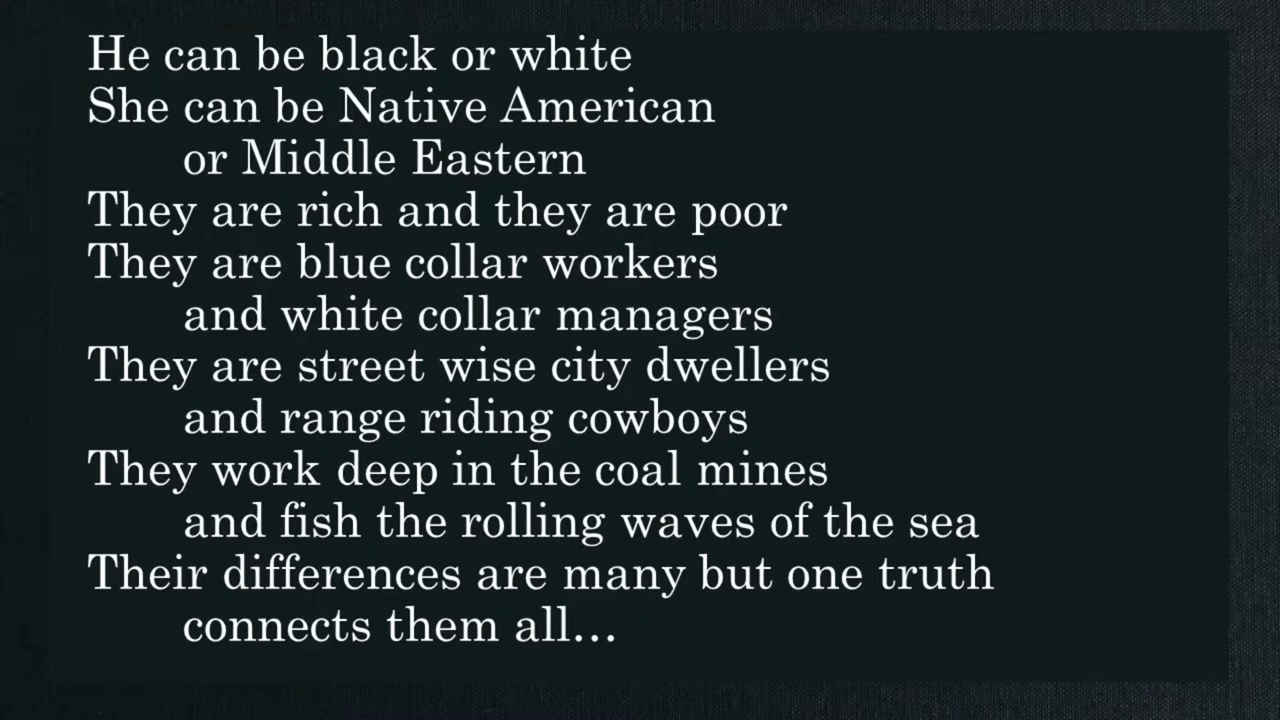 He can be black or white
She can be Native American
or Middle Eastern
They are rich and they are poor
They are blue collar workers
and white collar managers
They are street wise city dwellers
and range riding cowboys
They work deep in the coal mines
and fish the rolling waves of the sea
Their differences are many but one truth
connects them all...